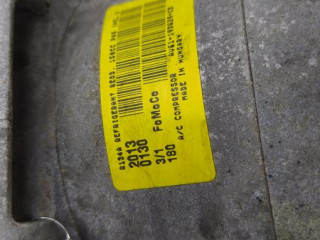 R134A REFRIGERANT
2013
0130
3/1
180
FoMoCo
A/C COMPRESSOR
MADE IN HUNGARY